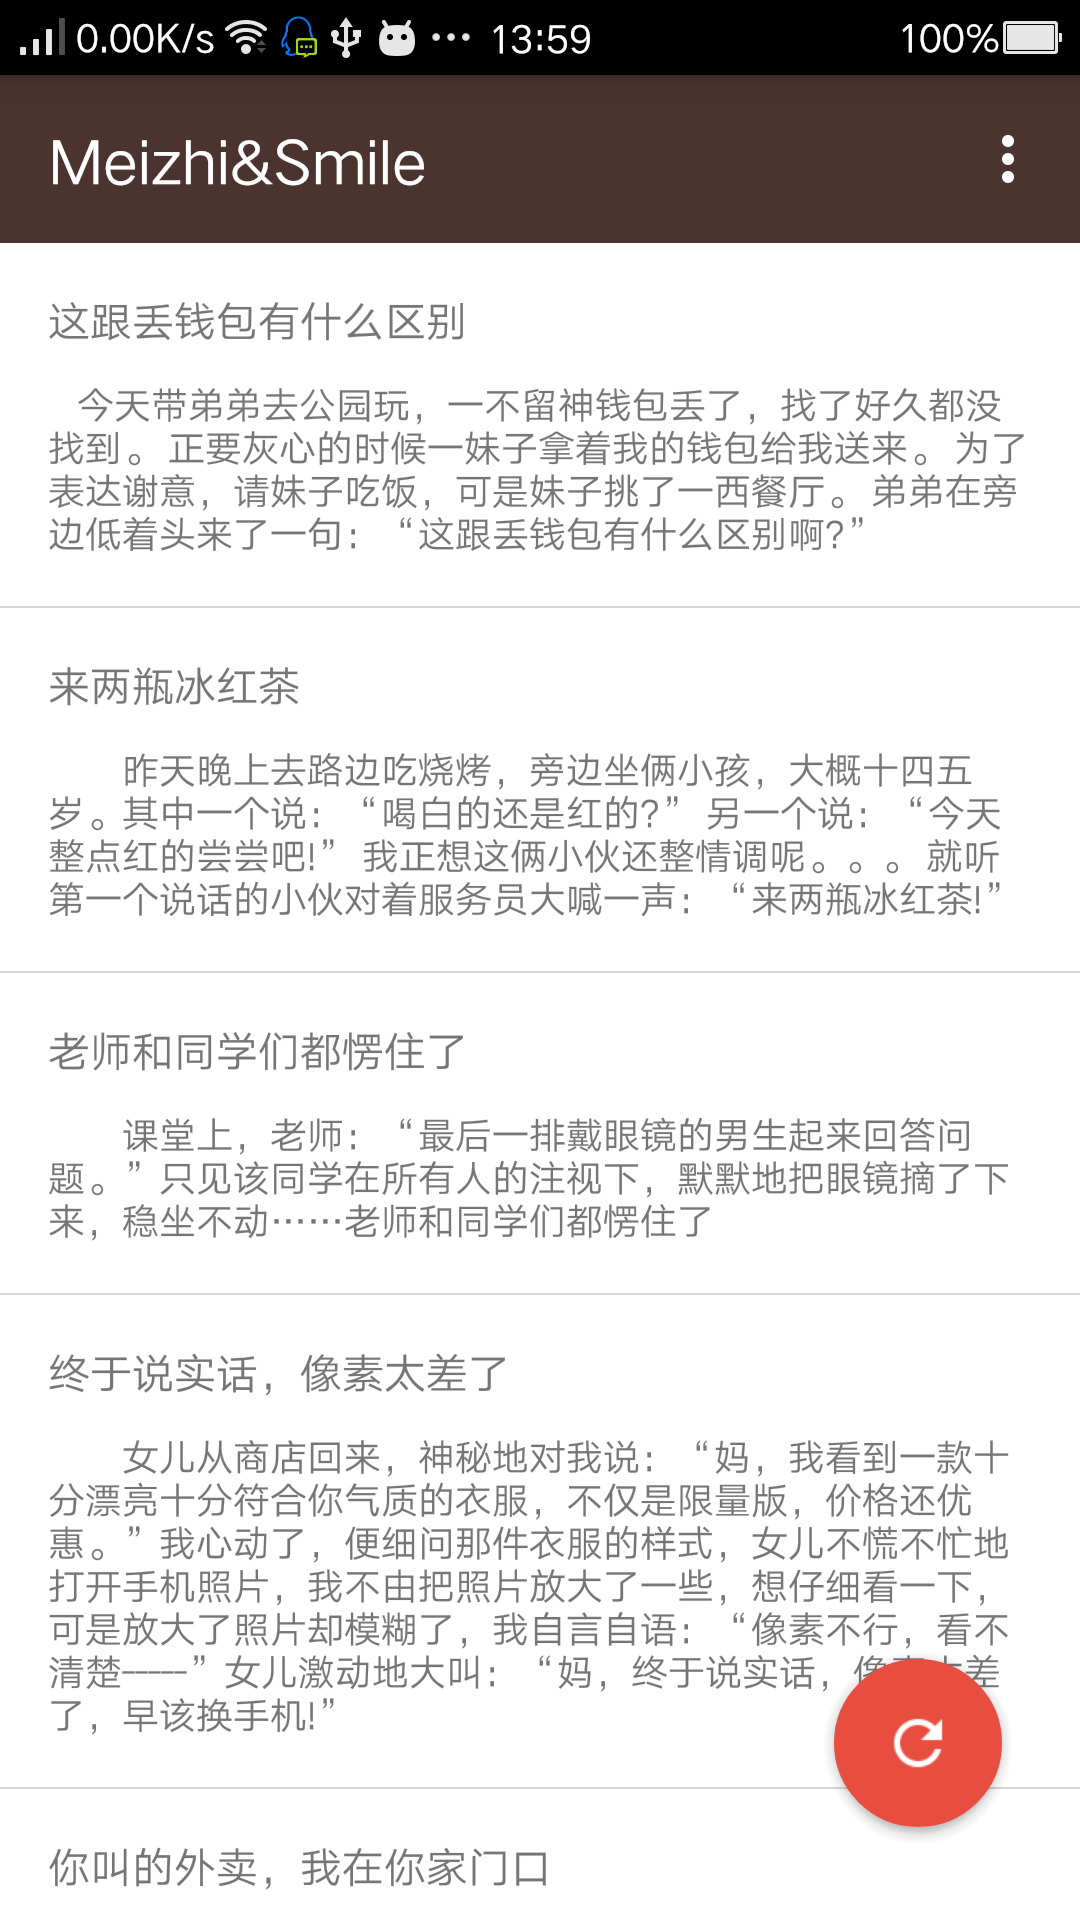 0.00K/s 13:59 100%
Meizhi&Smile
这跟丢钱包有什么区别
今天带弟弟去公园玩，一不留神钱包丢了，找了好久都没
找到。正要灰心的时候一妹子拿着我的钱包给我送来。为了
表达谢意，请妹子吃饭，可是妹子挑了一西餐厅。弟弟在旁
边低着头来了一句：“这跟丢钱包有什么区别啊?”
来两瓶冰红茶
昨天晚上去路边吃烧烤，旁边坐俩小孩，大概十四五
岁。其中一个说：“喝白的还是红的?” 另一个说：“今天
整点红的尝尝吧!” 我正想这俩小伙还整情调呢。。。就听
第一个说话的小伙对着服务员大喊一声：“来两瓶冰红茶!”
老师和同学们都愣住了
课堂上，老师：“最后一排戴眼镜的男生起来回答问
题。”只见该同学在所有人的注视下，默默地把眼镜摘了下
来，稳坐不动……老师和同学们都愣住了
终于说实话，像素太差了
女儿从商店回来，神秘地对我说：“妈，我看到一款十
分漂亮十分符合你气质的衣服，不仅是限量版，价格还优
惠。”我心动了，便细问那件衣服的样式，女儿不慌不忙地
打开手机照片，我不由把照片放大了一些，想仔细看一下，
可是放大了照片却模糊了，我自言自语：“像素不行，看不
清楚-----”女儿激动地大叫：“妈，终于说实话，像素太差
了，早该换手机!”
你叫的外卖，我在你家门口